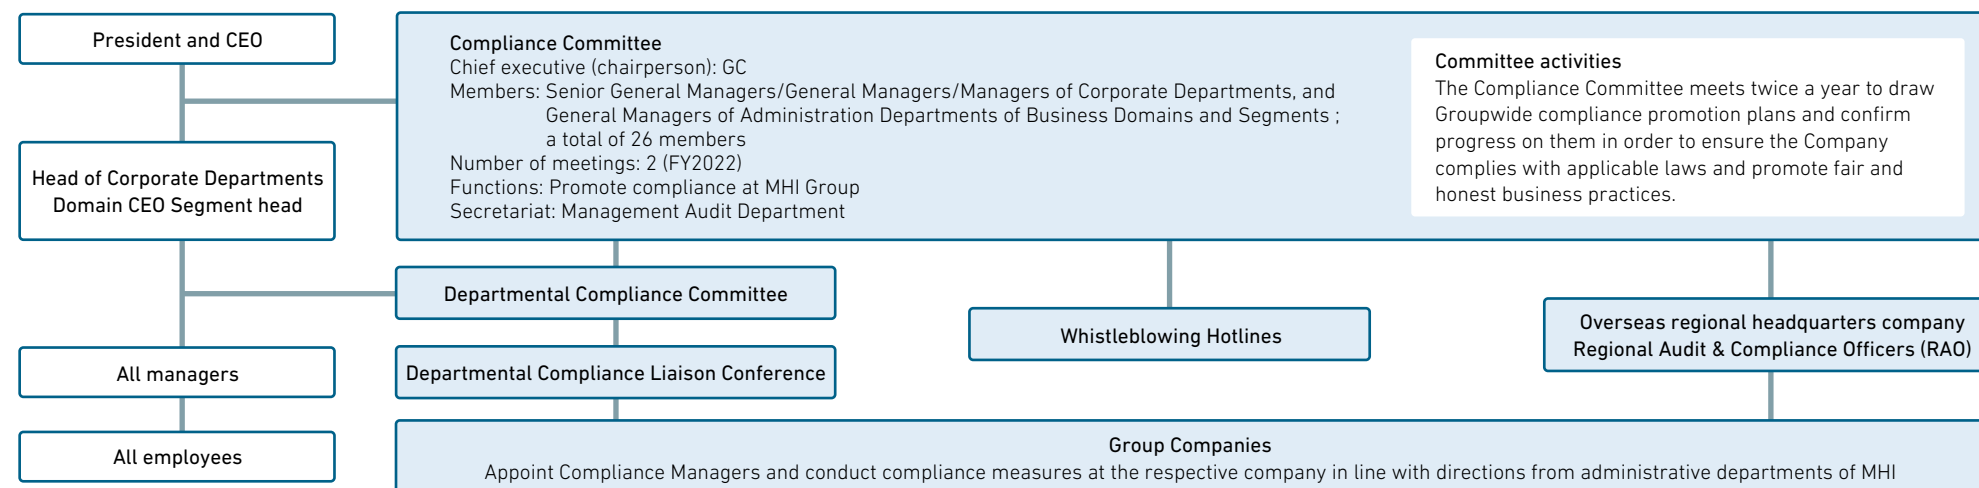 President and CEO
Head of Corporate Departments
Domain CEO Segment head
All managers
All employees
Compliance Committee
Chief executive (chairperson): GC
Members: Senior General Managers/General Managers/Managers of Corporate Departments, and
General Managers of Administration Departments of Business Domains and Segments ;
a total of 26 members
Number of meetings: 2 (FY2022)
Functions: Promote compliance at MHI Group
Secretariat: Management Audit Department
Committee activities
The Compliance Committee meets twice a year to draw
Groupwide compliance promotion plans and confirm
progress on them in order to ensure the Company
complies with applicable laws and promote fair and
honest business practices.
Departmental Compliance Committee
Departmental Compliance Liaison Conference
Whistleblowing Hotlines
Overseas regional headquarters company
Regional Audit & Compliance Officers (RAO)
Group Companies
Appoint Compliance Managers and conduct compliance measures at the respective company in line with directions from administrative departments of MHI